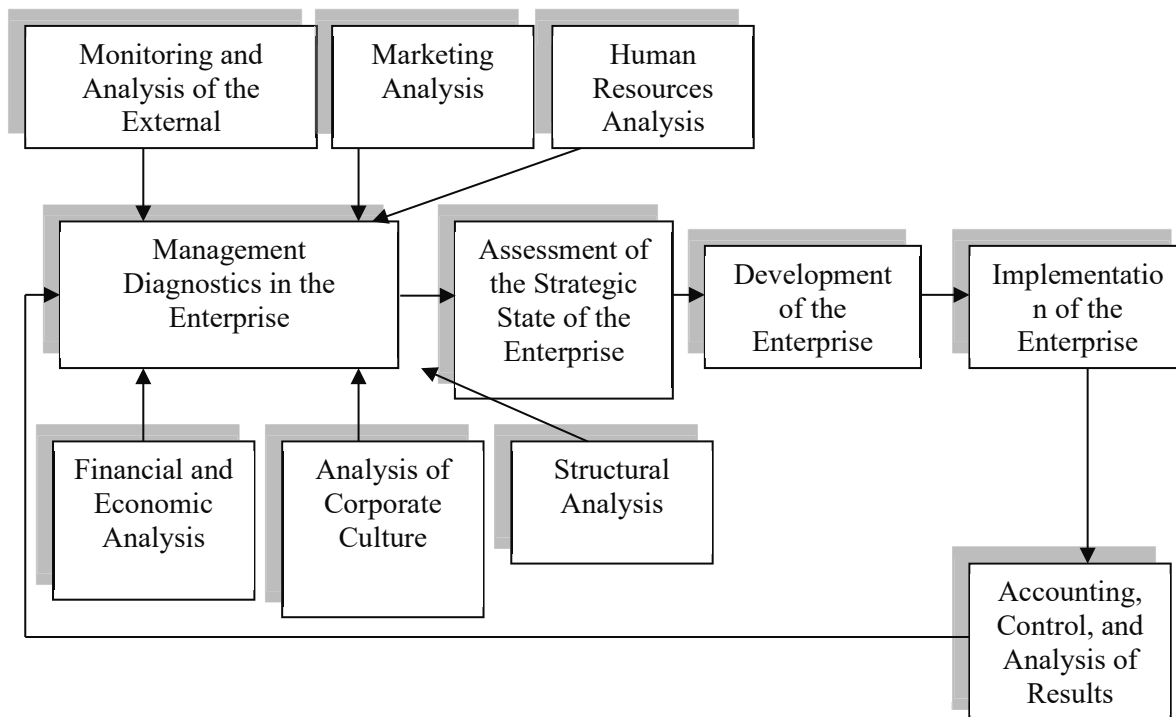 Monitoring and
Analysis of the
External
Marketing
Analysis
Human
Resources
Analysis
Management
Diagnostics in the
Enterprise
Assessment of
the Strategic
State of the
Enterprise
Development
of the
Enterprise
Implementatio
n of the
Enterprise
Financial and
Economic
Analysis
Analysis of
Corporate
Culture
Structural
Analysis
Accounting,
Control, and
Analysis of
Results